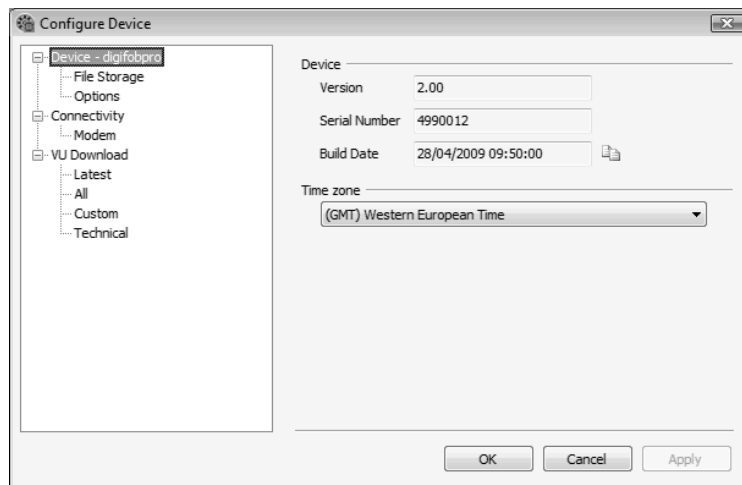 Configure Device
Device - digifobpro
File Storage
Options
Connectivity
Modem
VU Download
Latest
All
Custom
Technical
Device
Version 2.00
Serial Number 4990012
Build Date 28/04/2009 09:50:00
Time zone
(GMT) Western European Time
OK Cancel Apply